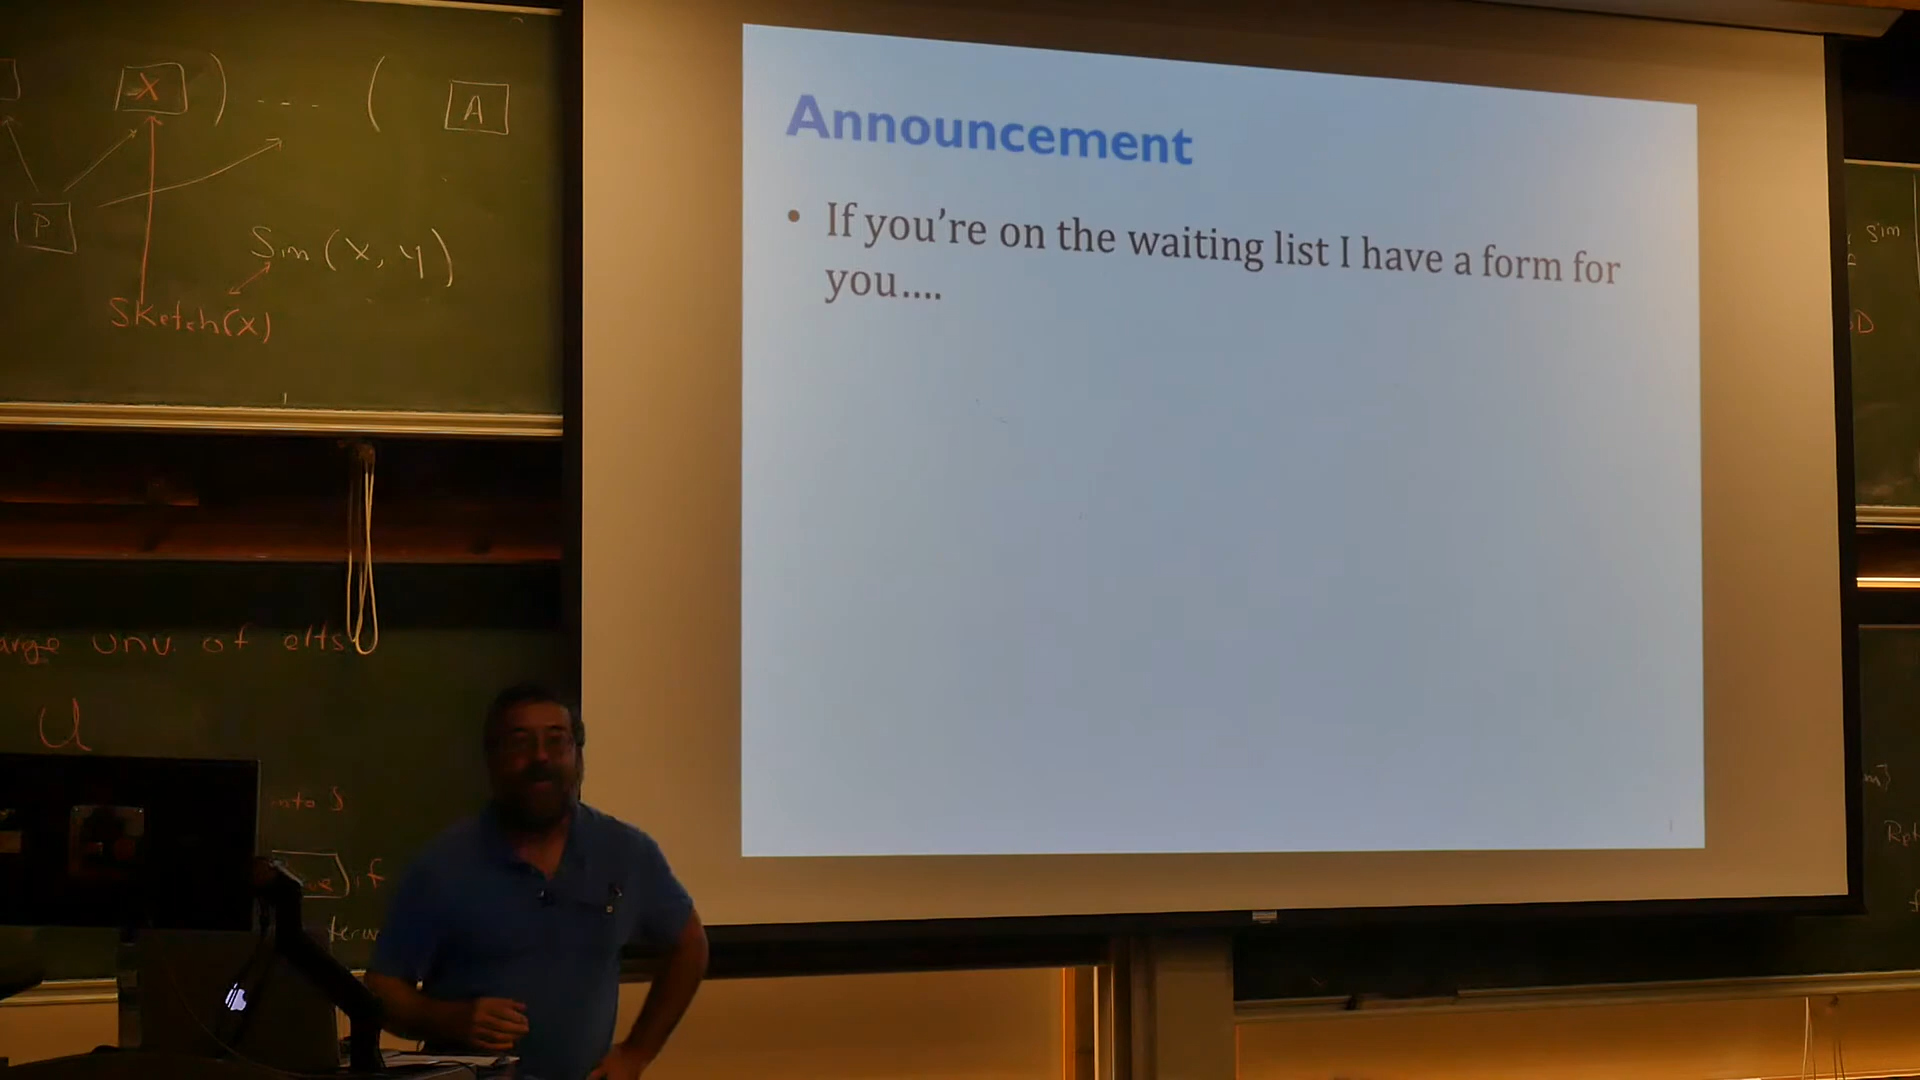 X ) ---- ( A
P
Sim (x, y)
Sketch(x)
unv. of elts
U
into S
if
Announcement
• If you're on the waiting list I have a form for
you....
sim